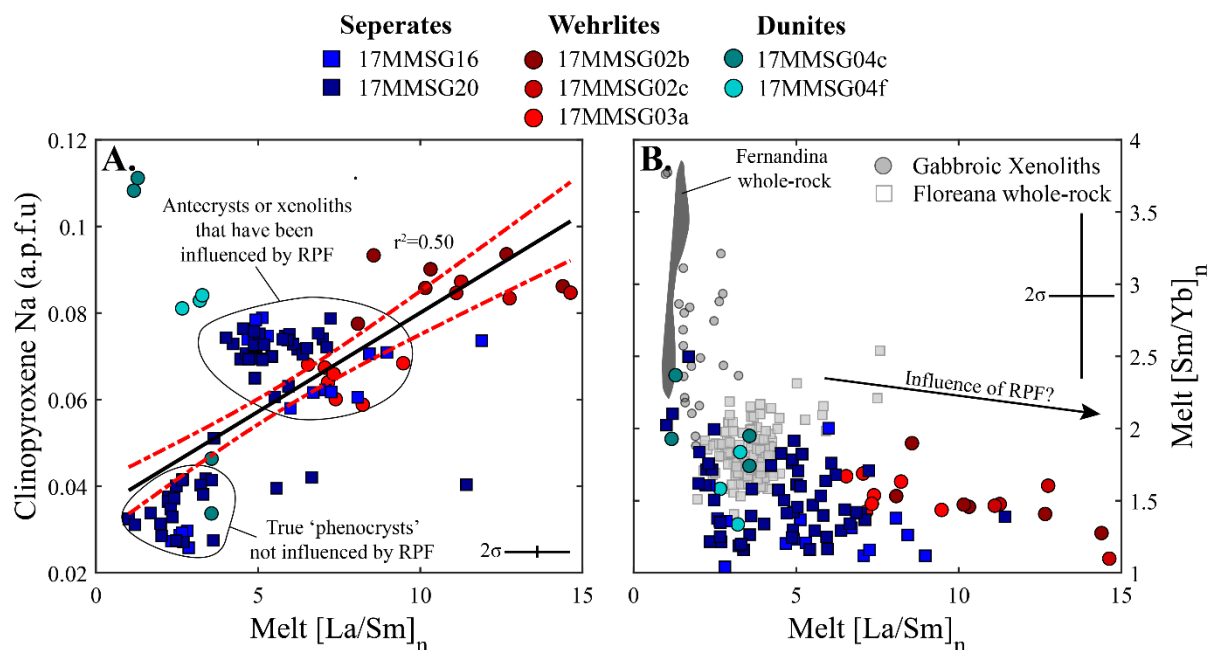 Seperates
17MMSG16
17MMSG20
Wehrlites
17MMSG02b
17MMSG02c
17MMSG03a
Dunites
17MMSG04c
17MMSG04f
A.
0.12
0.1
0.08
0.06
0.04
0.02
Clinopyroxene Na (a.p.f.u)
Antecrysts or xenoliths
that have been
influenced by RPF
r²=0.50
True ‘phenocrysts’
not influenced by RPF
2σ
0
5
10
15
Melt [La/Sm]n
B.
Fernandina
whole-rock
Gabbroic Xenoliths
Floreana whole-rock
2σ
Influence of RPF?
4
3.5
3
2.5
2
1.5
1
Melt [Sm/Yb]n
0
5
10
15
Melt [La/Sm]n